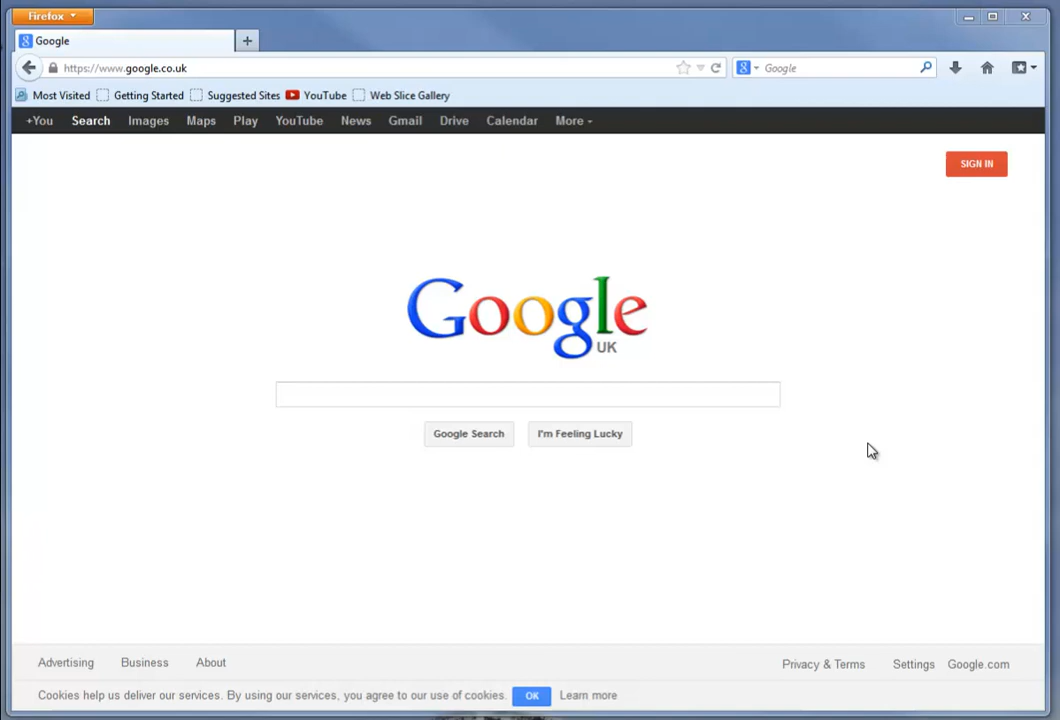 Firefox
Google
https://www.google.co.uk
Google
Most Visited Getting Started Suggested Sites YouTube Web Slice Gallery
+You Search Images Maps Play YouTube News Gmail Drive Calendar More
SIGN IN
Google
UK
Google Search I'm Feeling Lucky
Advertising Business About Privacy & Terms Settings Google.com
Cookies help us deliver our services. By using our services, you agree to our use of cookies. OK Learn more